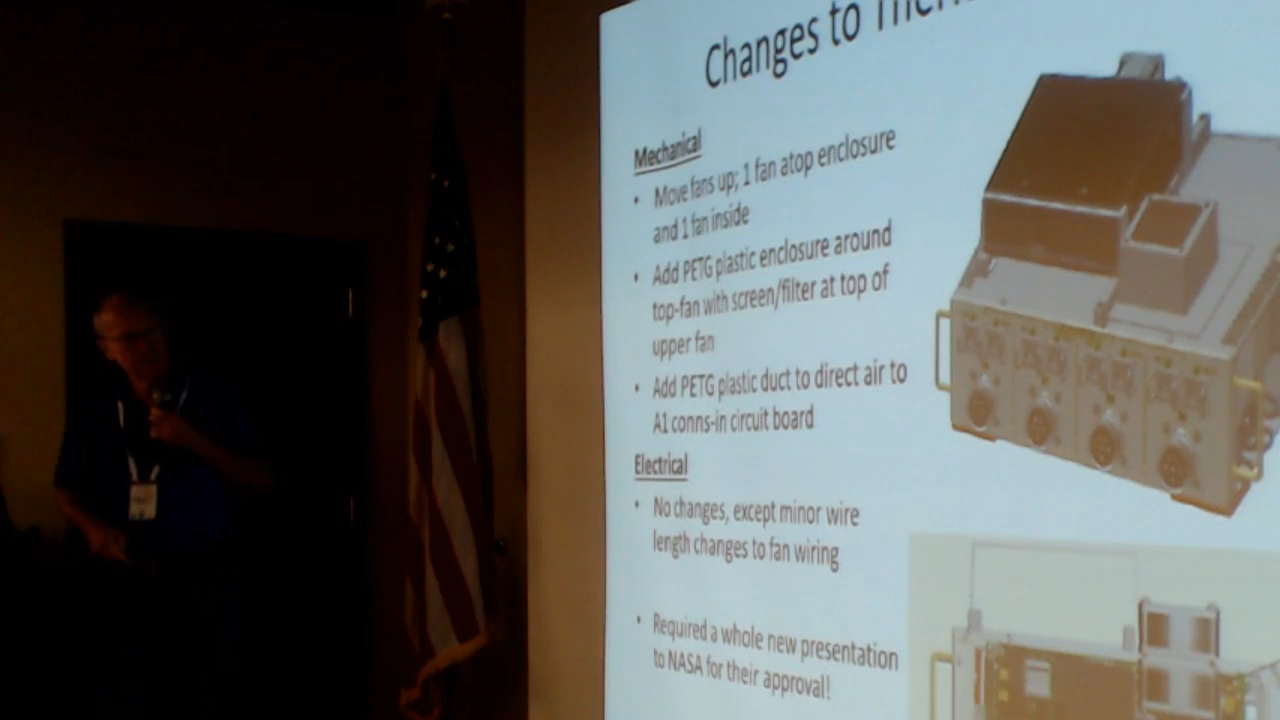 Changes to Therm
Mechanical
• Move fans up; 1 fan atop enclosure
and 1 fan inside
• Add PETG plastic enclosure around
top-fan with screen/filter at top of
upper fan
• Add PETG plastic duct to direct air to
A1 conns-in circuit board
Electrical
• No changes, except minor wire
length changes to fan wiring
• Required a whole new presentation
to NASA for their approval!